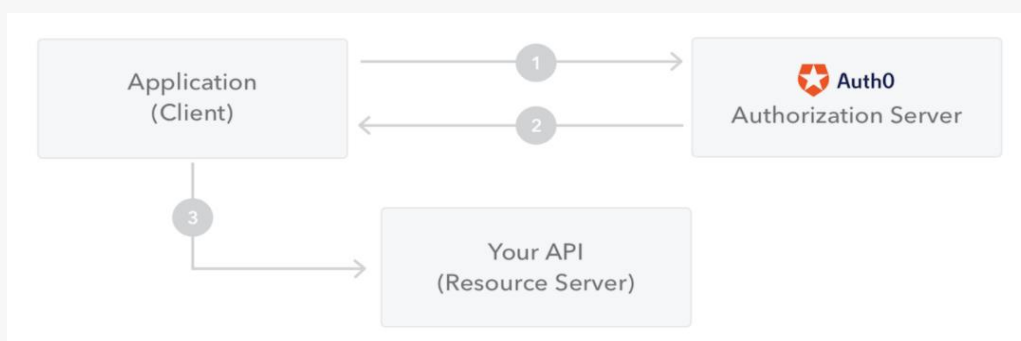 Application
(Client)
1
2
Auth0
Authorization Server
3
Your API
(Resource Server)